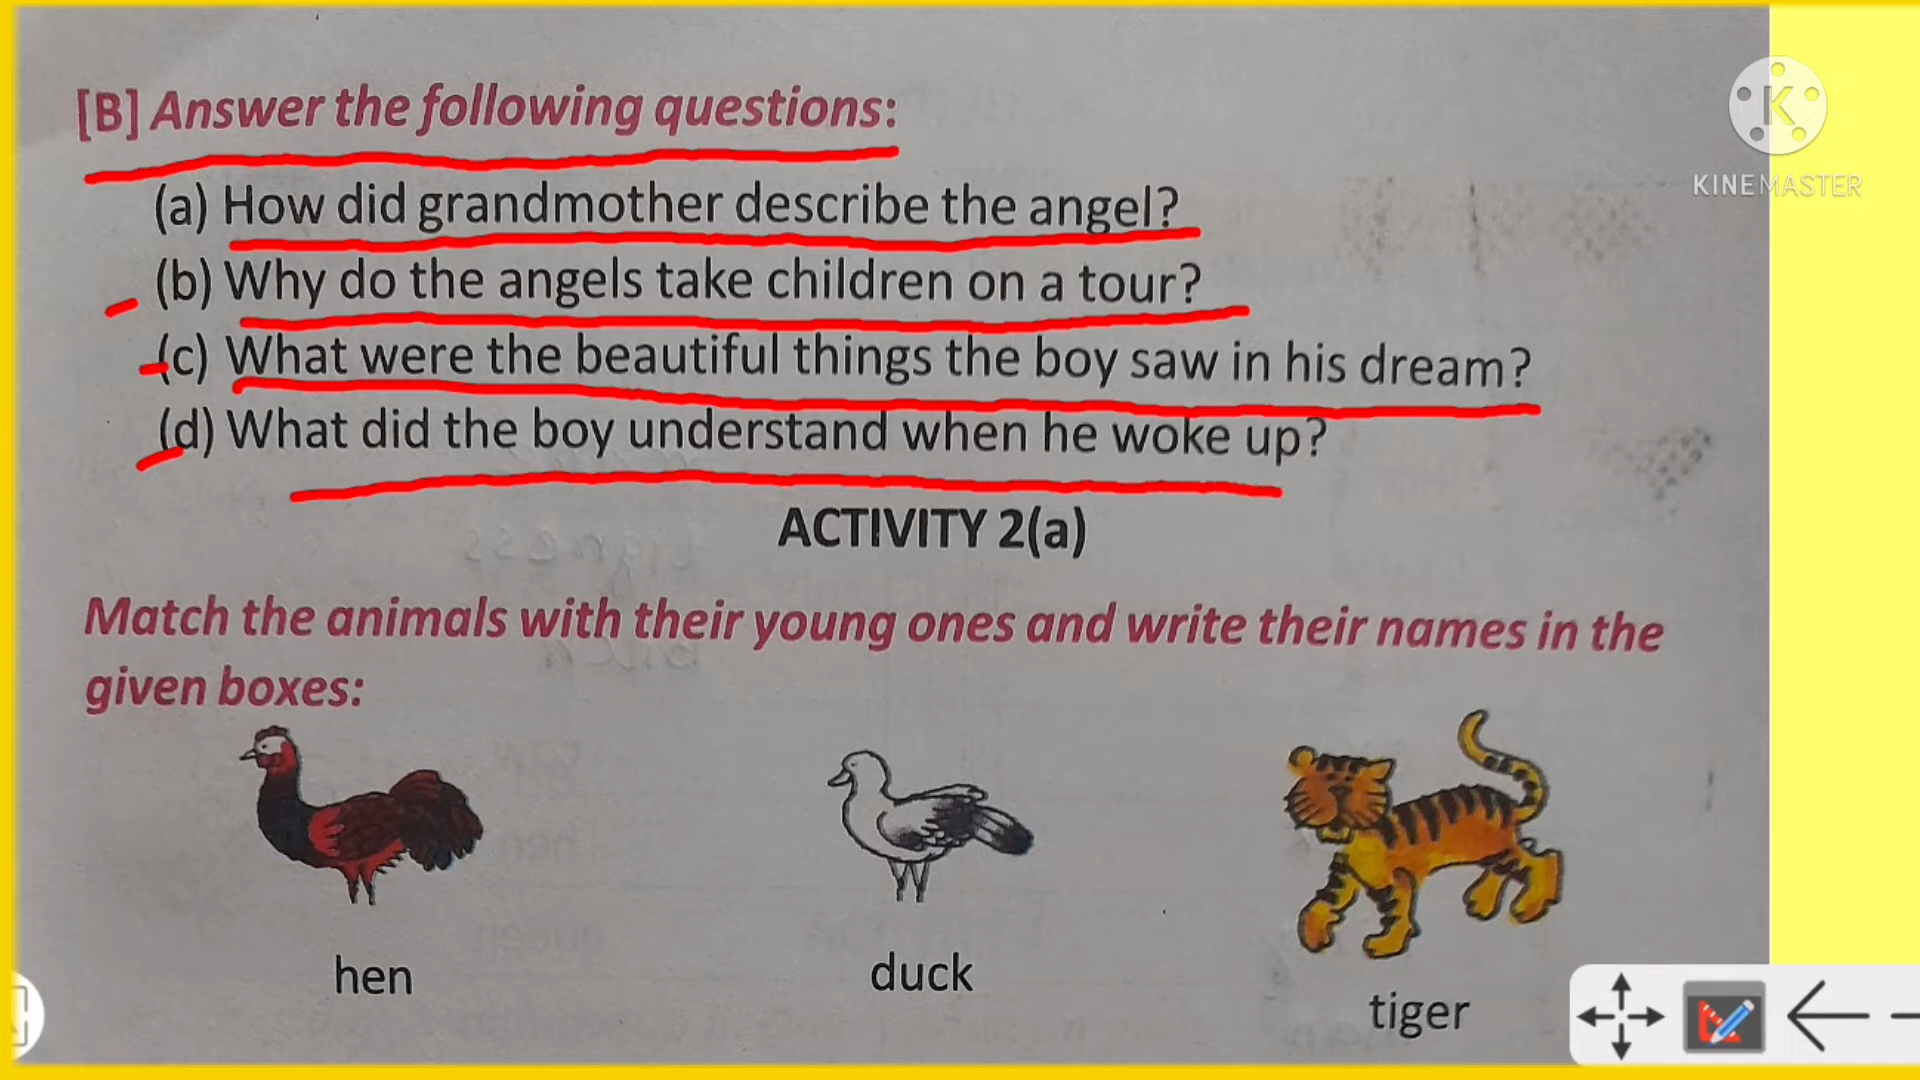 [B] Answer the following questions:
(a) How did grandmother describe the angel?
(b) Why do the angels take children on a tour?
(c) What were the beautiful things the boy saw in his dream?
(d) What did the boy understand when he woke up?
ACTIVITY 2(a)
Match the animals with their young ones and write their names in the
given boxes:
hen
duck
tiger
K
KINEMASTER